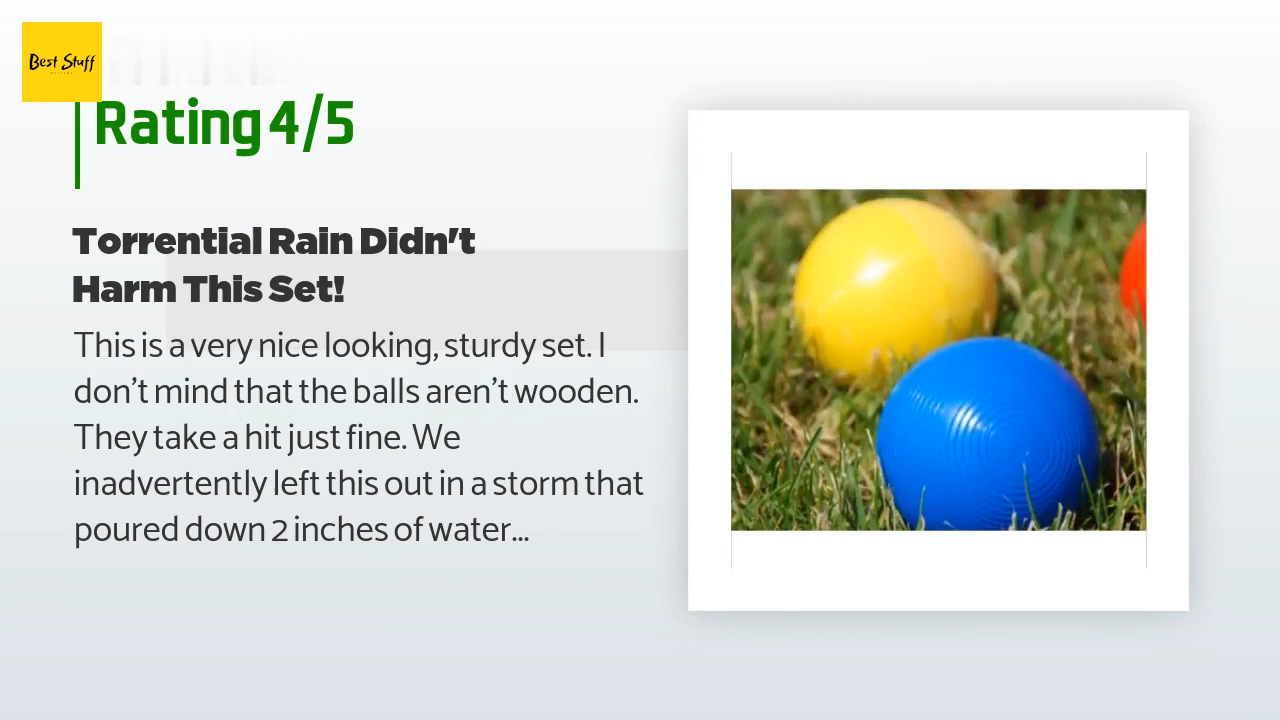 Best Stuff
Rating 4/5
Torrential Rain Didn't
Harm This Set!
This is a very nice looking, sturdy set. I
don't mind that the balls aren't wooden.
They take a hit just fine. We
inadvertently left this out in a storm that
poured down 2 inches of water...